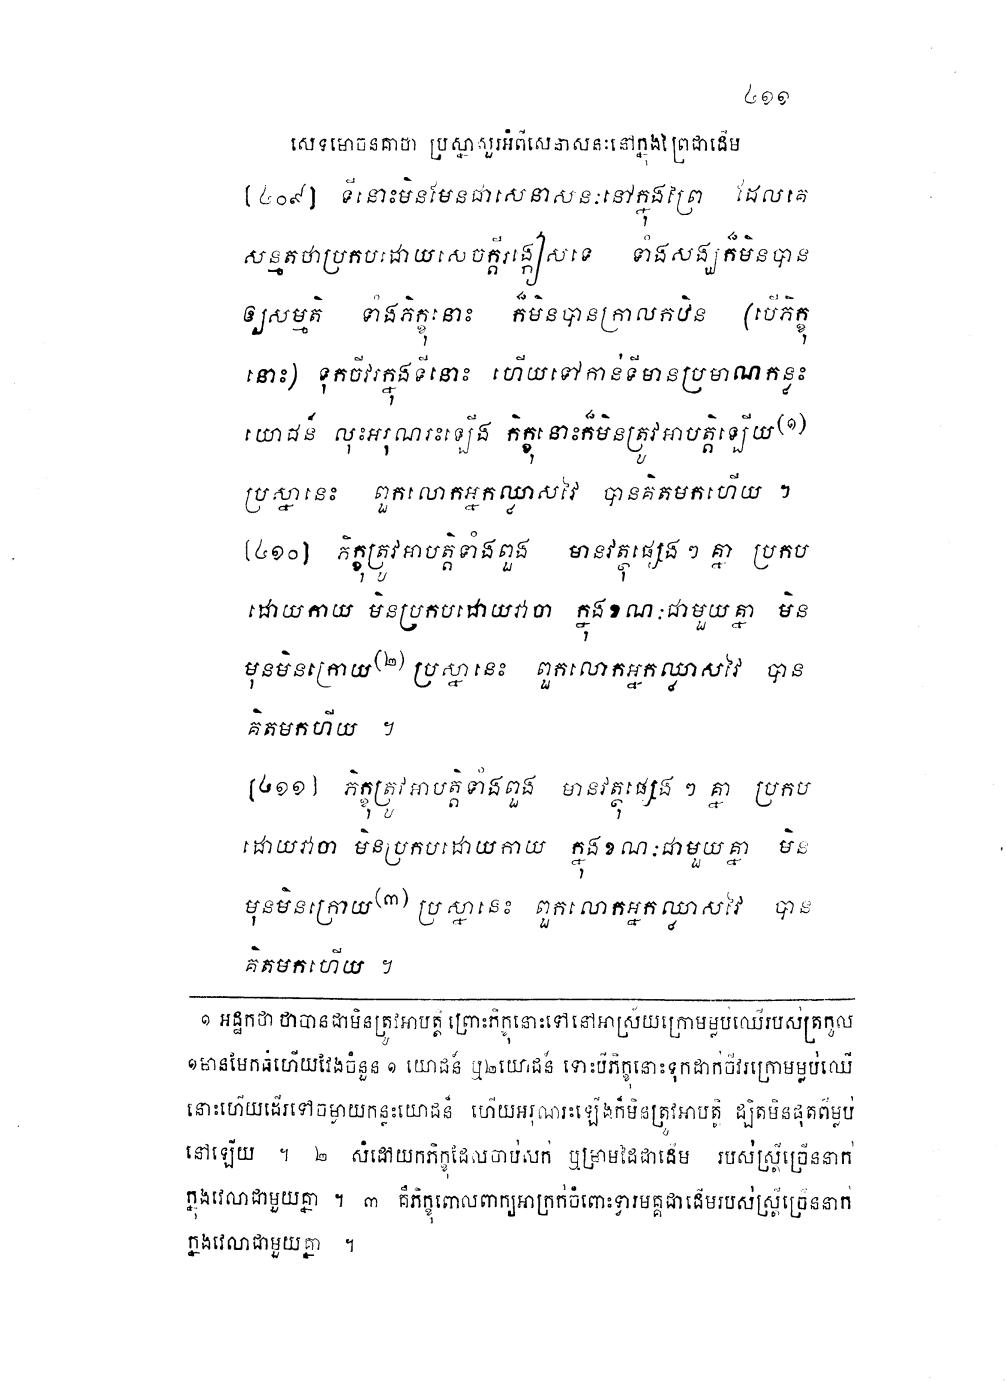 ៤១១
សេទមោចនគាថា ប្រស្នាសួរអំពីសេនាសនៈនៅក្នុងព្រៃជាដើម
[៤០៩] ទីនោះមិនមែនជាសេនាសនៈនៅក្នុងព្រៃ ដែលគេ
សន្មតថាប្រកបដោយសេចក្តីរង្កៀសទេ ទាំងសង្ឃក៏មិនបាន
ឲ្យសម្មតិ ទាំងភិក្ខុនោះ ក៏មិនបានក្រាលកឋិន (បើភិក្ខុ
នោះ) ទុកចីវរក្នុងទីនោះ ហើយទៅកាន់ទីមានប្រមាណកន្លះ
យោជន៍ លុះអរុណរះឡើង ភិក្ខុនោះក៏មិនត្រូវអាបត្តិឡើយ(១)
ប្រស្នានេះ ពួកលោកអ្នកឈ្លាសវៃ បានគិតមកហើយ ។
[៤១០] ភិក្ខុត្រូវអាបត្តិទាំងពួង មានវត្ថុផ្សេង ៗ គ្នា ប្រកប
ដោយកាយ មិនប្រកបដោយវាចា ក្នុងខណៈជាមួយគ្នា មិន
មុនមិនក្រោយ(២) ប្រស្នានេះ ពួកលោកអ្នកឈ្លាសវៃ បាន
គិតមកហើយ ។
[៤១១] ភិក្ខុត្រូវអាបត្តិទាំងពួង មានវត្ថុផ្សេង ៗ គ្នា ប្រកប
ដោយវាចា មិនប្រកបដោយកាយ ក្នុងខណៈជាមួយគ្នា មិន
មុនមិនក្រោយ(៣) ប្រស្នានេះ ពួកលោកអ្នកឈ្លាសវៃ បាន
គិតមកហើយ ។
១ អដ្ឋកថា ថាបានជាមិនត្រូវអាបត្តិ ព្រោះភិក្ខុនោះទៅនៅអាស្រ័យក្រោមម្លប់ឈើរបស់ត្រកូល
១មានមែកធំហើយវែងចំនួន ១ យោជន៍ ឬ២យោជន៍ ទោះបីភិក្ខុនោះទុកដាក់ចីវរក្រោមម្លប់ឈើ
នោះហើយដើរទៅចម្ងាយកន្លះយោជន៍ ហើយអរុណរះឡើងក៏មិនត្រូវអាបត្តិ ដ្បិតមិនផុតពីម្លប់
នៅឡើយ ។ ២ សំដៅយកភិក្ខុដែលចាប់សក់ ឬម្រាមដៃជាដើម របស់ស្ត្រីច្រើននាក់
ក្នុងវេលាជាមួយគ្នា ។ ៣ គឺភិក្ខុពោលពាក្យអាក្រក់ចំពោះទ្វារមគ្គជាដើមរបស់ស្ត្រីច្រើននាក់
ក្នុងវេលាជាមួយគ្នា ។